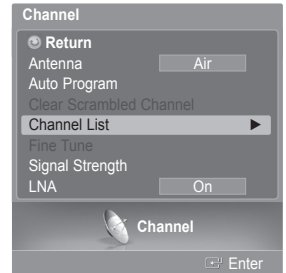 Channel
Return
Antenna Air
Auto Program
Clear Scrambled Channel
Channel List
Fine Tune
Signal Strength
LNA On
Channel
Enter